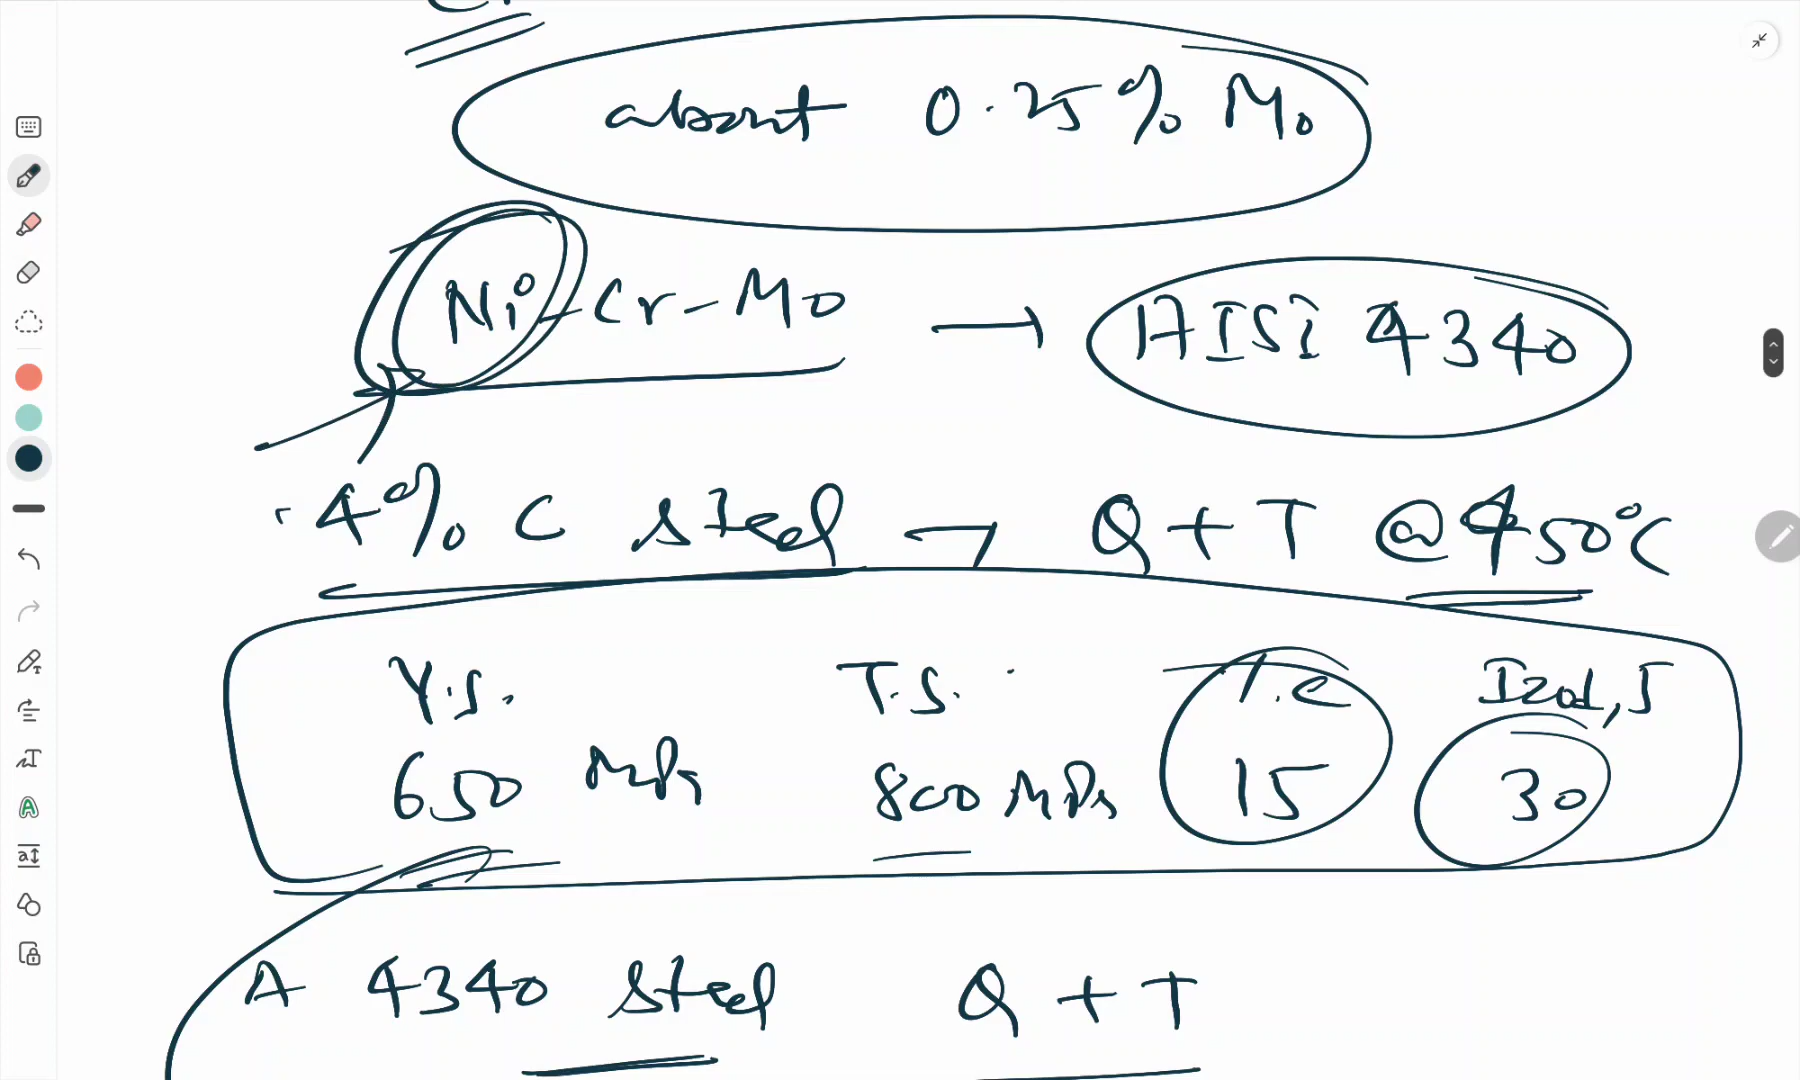 about 0.25% Mo
Ni-Cr-Mo → AISI 4340
.4% C steel → Q + T @ 450°C
Y.S. T.S. %e Izod, J
650 MPa 800 MPa 15 30
A 4340 steel Q + T